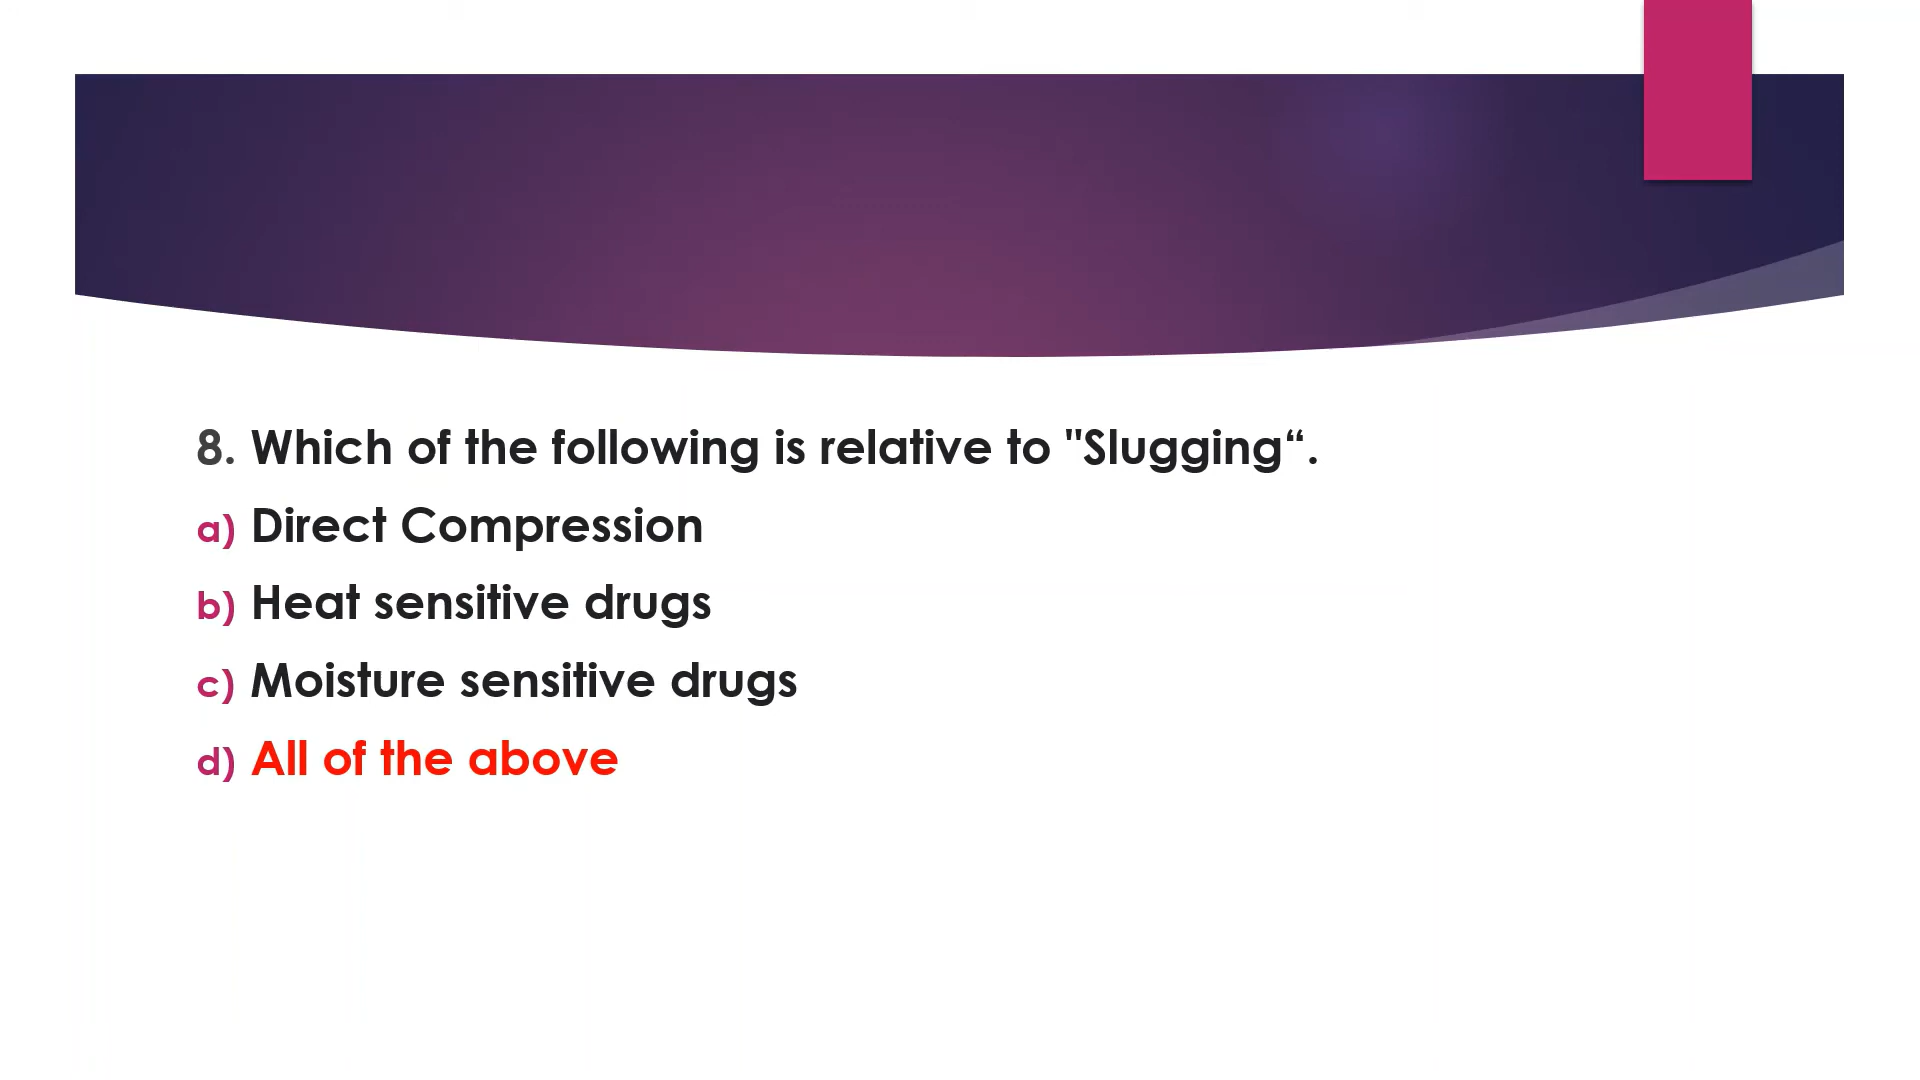 8. Which of the following is relative to "Slugging“.
a) Direct Compression
b) Heat sensitive drugs
c) Moisture sensitive drugs
d) All of the above